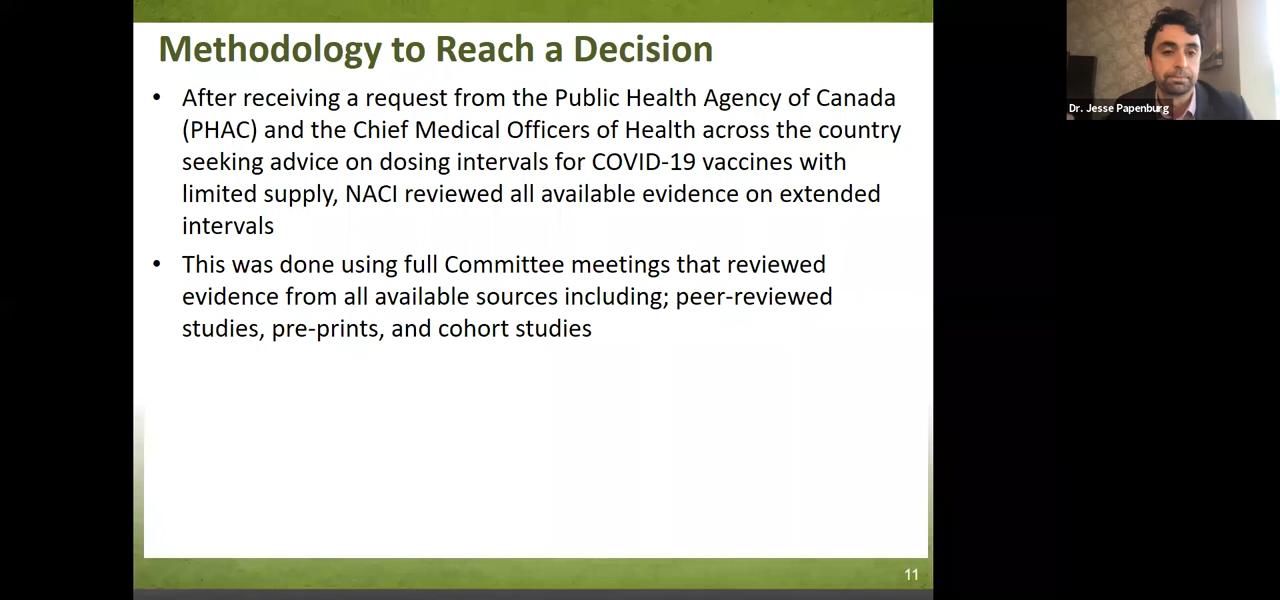 Methodology to Reach a Decision
• After receiving a request from the Public Health Agency of Canada
(PHAC) and the Chief Medical Officers of Health across the country
seeking advice on dosing intervals for COVID-19 vaccines with
limited supply, NACI reviewed all available evidence on extended
intervals
• This was done using full Committee meetings that reviewed
evidence from all available sources including; peer-reviewed
studies, pre-prints, and cohort studies
11
Dr. Jesse Papenburg